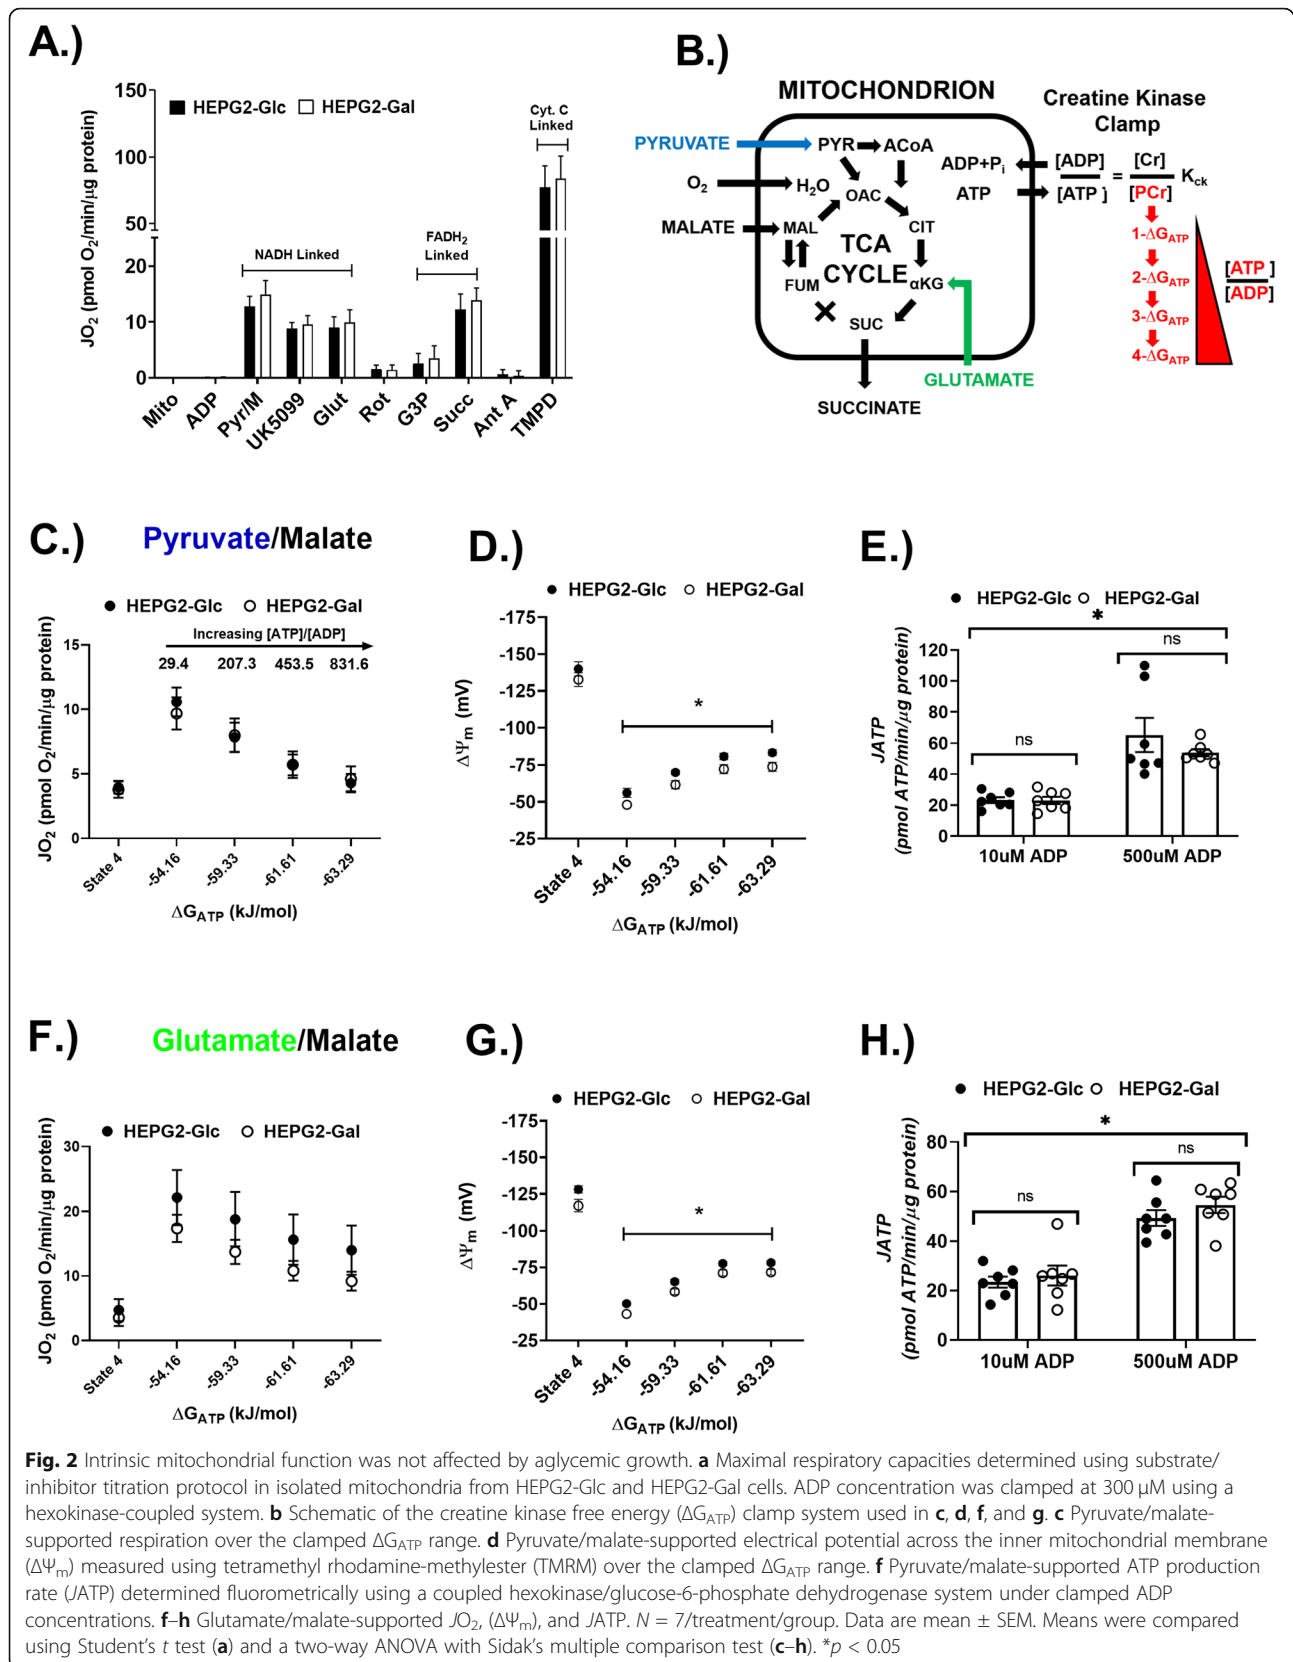 A.)
150
100
50
20
10
0
JO2 (pmol O2/min/μg protein)
HEPG2-Glc HEPG2-Gal
Cyt. C
Linked
NADH Linked
FADH2
Linked
Mito ADP Pyr/M UK5099 Glut Rot G3P Succ Ant A TMPD
B.)
MITOCHONDRION
Creatine Kinase
Clamp
PYRUVATE
PYR ACoA
O2 H2O
OAC
MALATE MAL
CIT
TCA
CYCLE
FUM αKG
SUC
GLUTAMATE
SUCCINATE
ADP+Pi
ATP
[ADP] = [Cr] Kck
[ATP] [PCr]
1-ΔGATP
2-ΔGATP
3-ΔGATP
4-ΔGATP
[ATP]
[ADP]
C.) Pyruvate/Malate
HEPG2-Glc HEPG2-Gal
Increasing [ATP]/[ADP]
29.4 207.3 453.5 831.6
15
10
5
0
JO2 (pmol O2/min/μg protein)
State 4 -54.16 -59.33 -61.61 -63.29
ΔGATP (kJ/mol)
D.)
HEPG2-Glc HEPG2-Gal
-175
-150
-125
-100
-75
-50
-25
ΔΨm (mV)
*
State 4 -54.16 -59.33 -61.61 -63.29
ΔGATP (kJ/mol)
E.)
HEPG2-Glc HEPG2-Gal
*
ns
ns
120
100
80
60
40
20
0
JATP
(pmol ATP/min/μg protein)
10uM ADP 500uM ADP
F.) Glutamate/Malate
HEPG2-Glc HEPG2-Gal
30
20
10
0
JO2 (pmol O2/min/μg protein)
State 4 -54.16 -59.33 -61.61 -63.29
ΔGATP (kJ/mol)
G.)
HEPG2-Glc HEPG2-Gal
-175
-150
-125
-100
-75
-50
-25
ΔΨm (mV)
*
State 4 -54.16 -59.33 -61.61 -63.29
ΔGATP (kJ/mol)
H.)
HEPG2-Glc HEPG2-Gal
*
ns
ns
80
60
40
20
0
JATP
(pmol ATP/min/μg protein)
10uM ADP 500uM ADP
Fig. 2 Intrinsic mitochondrial function was not affected by aglycemic growth. a Maximal respiratory capacities determined using substrate/
inhibitor titration protocol in isolated mitochondria from HEPG2-Glc and HEPG2-Gal cells. ADP concentration was clamped at 300 μM using a
hexokinase-coupled system. b Schematic of the creatine kinase free energy (ΔGATP) clamp system used in c, d, f, and g. c Pyruvate/malate-
supported respiration over the clamped ΔGATP range. d Pyruvate/malate-supported electrical potential across the inner mitochondrial membrane
(ΔΨm) measured using tetramethyl rhodamine-methylester (TMRM) over the clamped ΔGATP range. f Pyruvate/malate-supported ATP production
rate (JATP) determined fluorometrically using a coupled hexokinase/glucose-6-phosphate dehydrogenase system under clamped ADP
concentrations. f–h Glutamate/malate-supported JO2, (ΔΨm), and JATP. N = 7/treatment/group. Data are mean ± SEM. Means were compared
using Student's t test (a) and a two-way ANOVA with Sidak's multiple comparison test (c–h). *p < 0.05